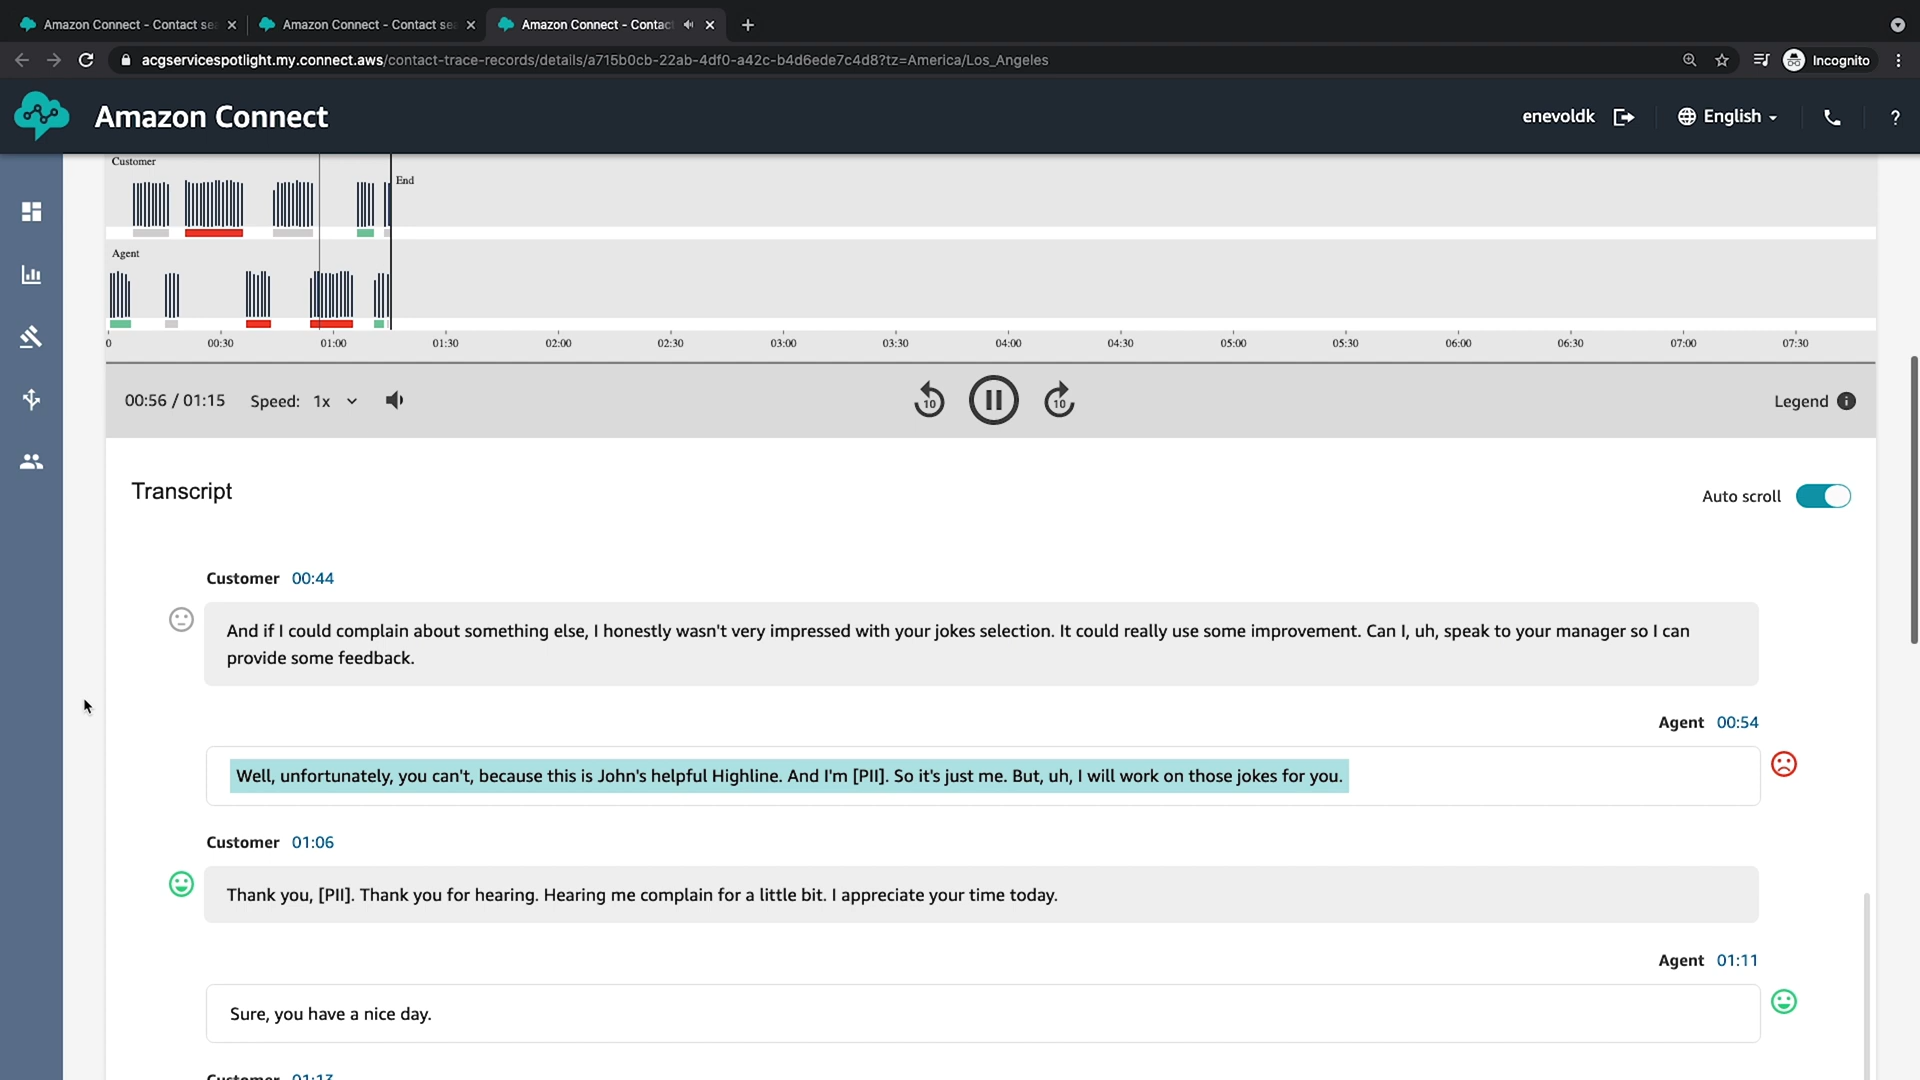 Amazon Connect - Contact se
Amazon Connect - Contact se
Amazon Connect - Contac
acgservicespotlight.my.connect.aws/contact-trace-records/details/a715b0cb-22ab-4df0-a42c-b4d6ede7c4d8?tz=America/Los_Angeles
Incognito
Amazon Connect
enevoldk
English
?
Customer
End
Agent
0 00:30 01:00 01:30 02:00 02:30 03:00 03:30 04:00 04:30 05:00 05:30 06:00 06:30 07:00 07:30
00:56 / 01:15 Speed: 1x
10
10
Legend
Transcript
Auto scroll
Customer 00:44
And if I could complain about something else, I honestly wasn't very impressed with your jokes selection. It could really use some improvement. Can I, uh, speak to your manager so I can
provide some feedback.
Agent 00:54
Well, unfortunately, you can't, because this is John's helpful Highline. And I'm [PII]. So it's just me. But, uh, I will work on those jokes for you.
Customer 01:06
Thank you, [PII]. Thank you for hearing. Hearing me complain for a little bit. I appreciate your time today.
Agent 01:11
Sure, you have a nice day.
Customer 01:13